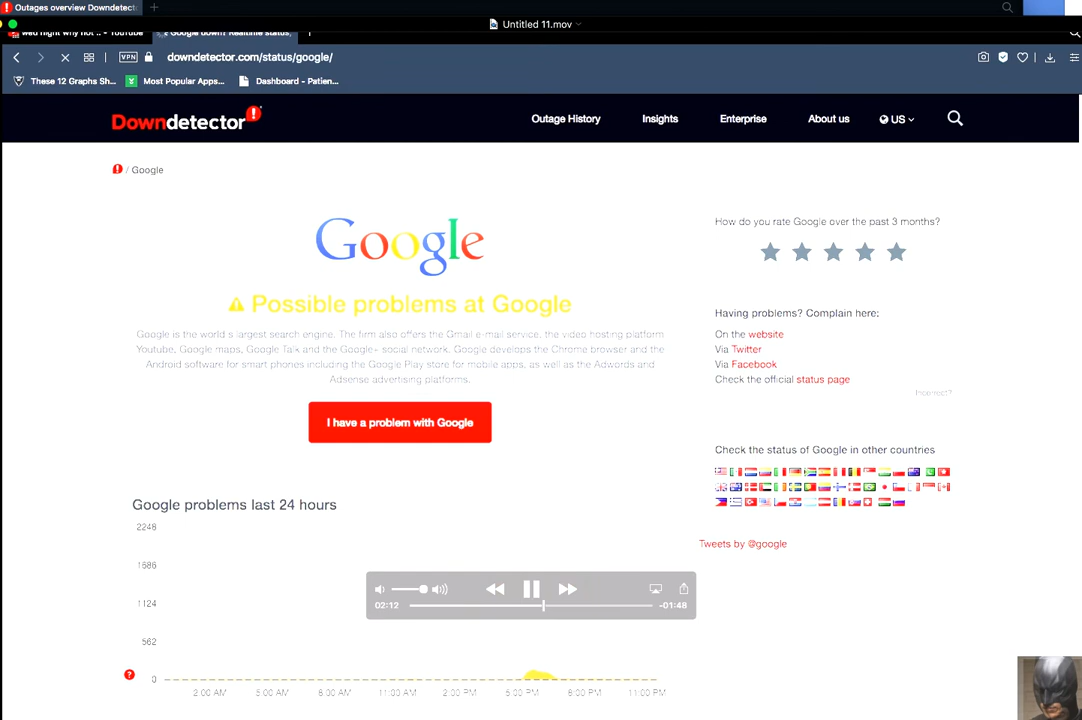 Outages overview Downdetect
Untitled 11.mov
wed night why not .. - YouTube
Google down? Realtime status,
VPN
downdetector.com/status/google/
These 12 Graphs Sh...
Most Popular Apps...
Dashboard - Patien...
Downdetector
Outage History
Insights
Enterprise
About us
US
/ Google
Google
How do you rate Google over the past 3 months?
Possible problems at Google
Google is the world s largest search engine. The firm also offers the Gmail e-mail service, the video hosting platform
Youtube, Google maps, Google Talk and the Google+ social network. Google develops the Chrome browser and the
Android software for smart phones including the Google Play store for mobile apps, as well as the Adwords and
Adsense advertising platforms.
Having problems? Complain here:
On the website
Via Twitter
Via Facebook
Check the official status page
Incorrect?
I have a problem with Google
Check the status of Google in other countries
Tweets by @google
Google problems last 24 hours
2248
1686
1124
562
0
2:00 AM
5:00 AM
8:00 AM
11:00 AM
2:00 PM
5:00 PM
8:00 PM
11:00 PM
02:12
-01:48